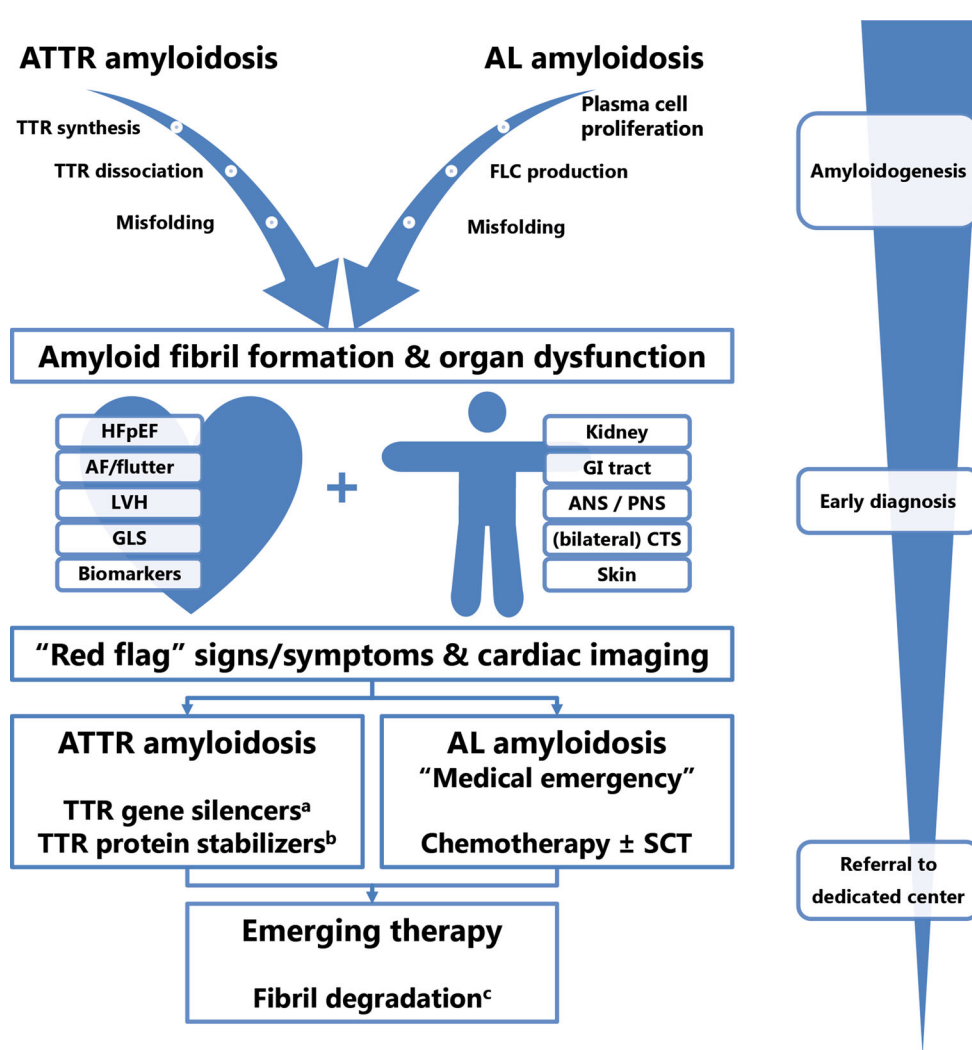 ATTR amyloidosis
AL amyloidosis
TTR synthesis
TTR dissociation
Misfolding
Plasma cell
proliferation
FLC production
Misfolding
Amyloidogenesis
Amyloid fibril formation & organ dysfunction
HFpEF
AF/flutter
LVH
GLS
Biomarkers
+
Kidney
GI tract
ANS / PNS
(bilateral) CTS
Skin
Early diagnosis
“Red flag” signs/symptoms & cardiac imaging
ATTR amyloidosis
TTR gene silencersᵃ
TTR protein stabilizersᵇ
AL amyloidosis
“Medical emergency”
Chemotherapy ± SCT
Referral to
dedicated center
Emerging therapy
Fibril degradationᶜ